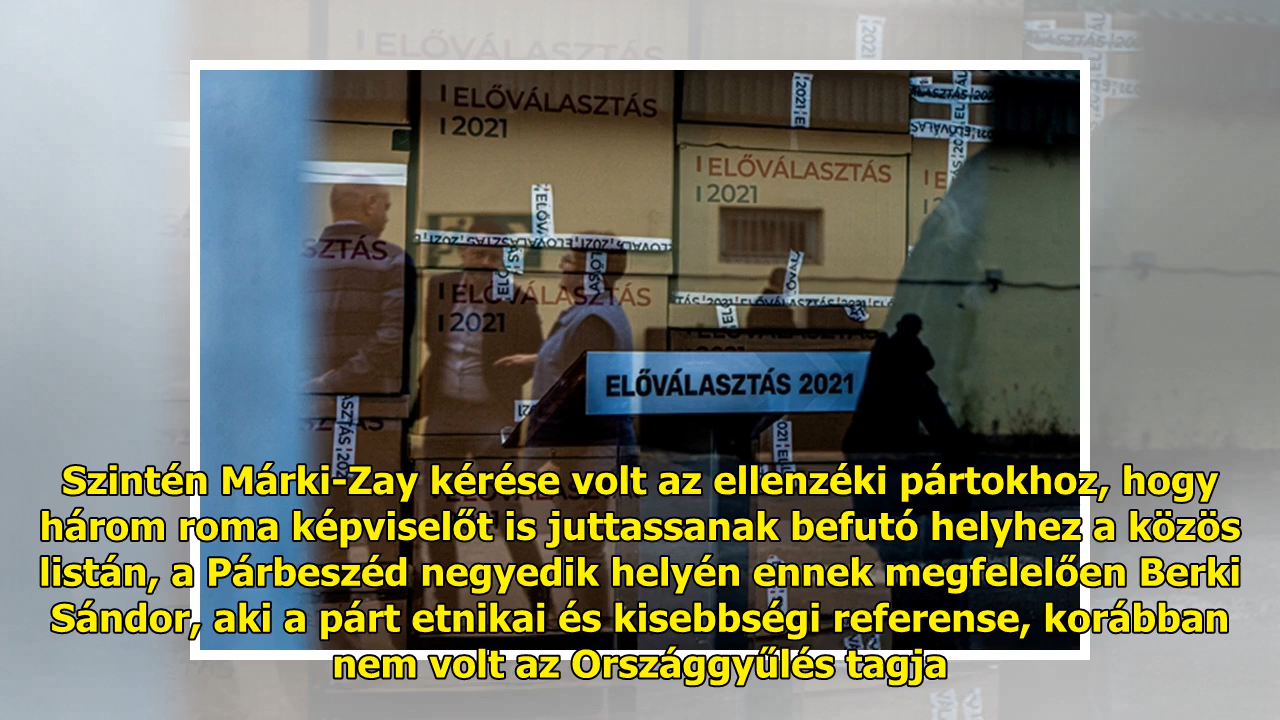 I ELŐVÁLASZTÁS
I ELŐVÁLASZTÁS
I 2021
I ELŐVÁLASZTÁS
I 2021
SZTÁS
I ELŐVÁLASZTÁS
I 2021
ELŐVÁLASZTÁS 2021
Szintén Márki-Zay kérése volt az ellenzéki pártokhoz, hogy
három roma képviselőt is juttassanak befutó helyhez a közös
listán, a Párbeszéd negyedik helyén ennek megfelelően Berki
Sándor, aki a párt etnikai és kisebbségi referense, korábban
nem volt az Országgyűlés tagja